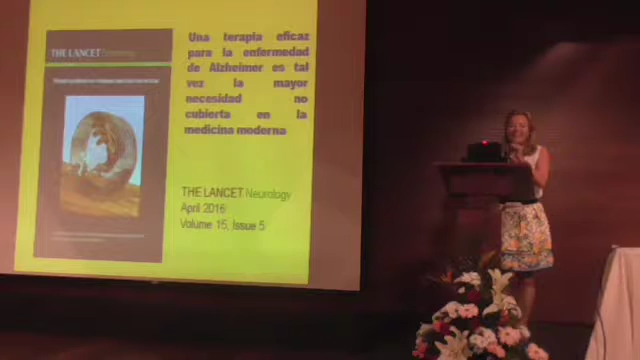 THE LANCET Neurology
Una terapia eficaz
para la enfermedad
de Alzheimer es tal
vez la mayor
necesidad no
cubierta en la
medicina moderna
THE LANCET Neurology
April 2016
Volume 15, Issue 5